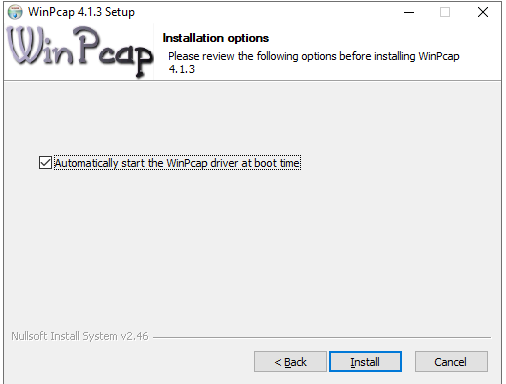 WinPcap 4.1.3 Setup
WinPcap
Installation options
Please review the following options before installing WinPcap
4.1.3
Automatically start the WinPcap driver at boot time
Nullsoft Install System v2.46
< Back
Install
Cancel